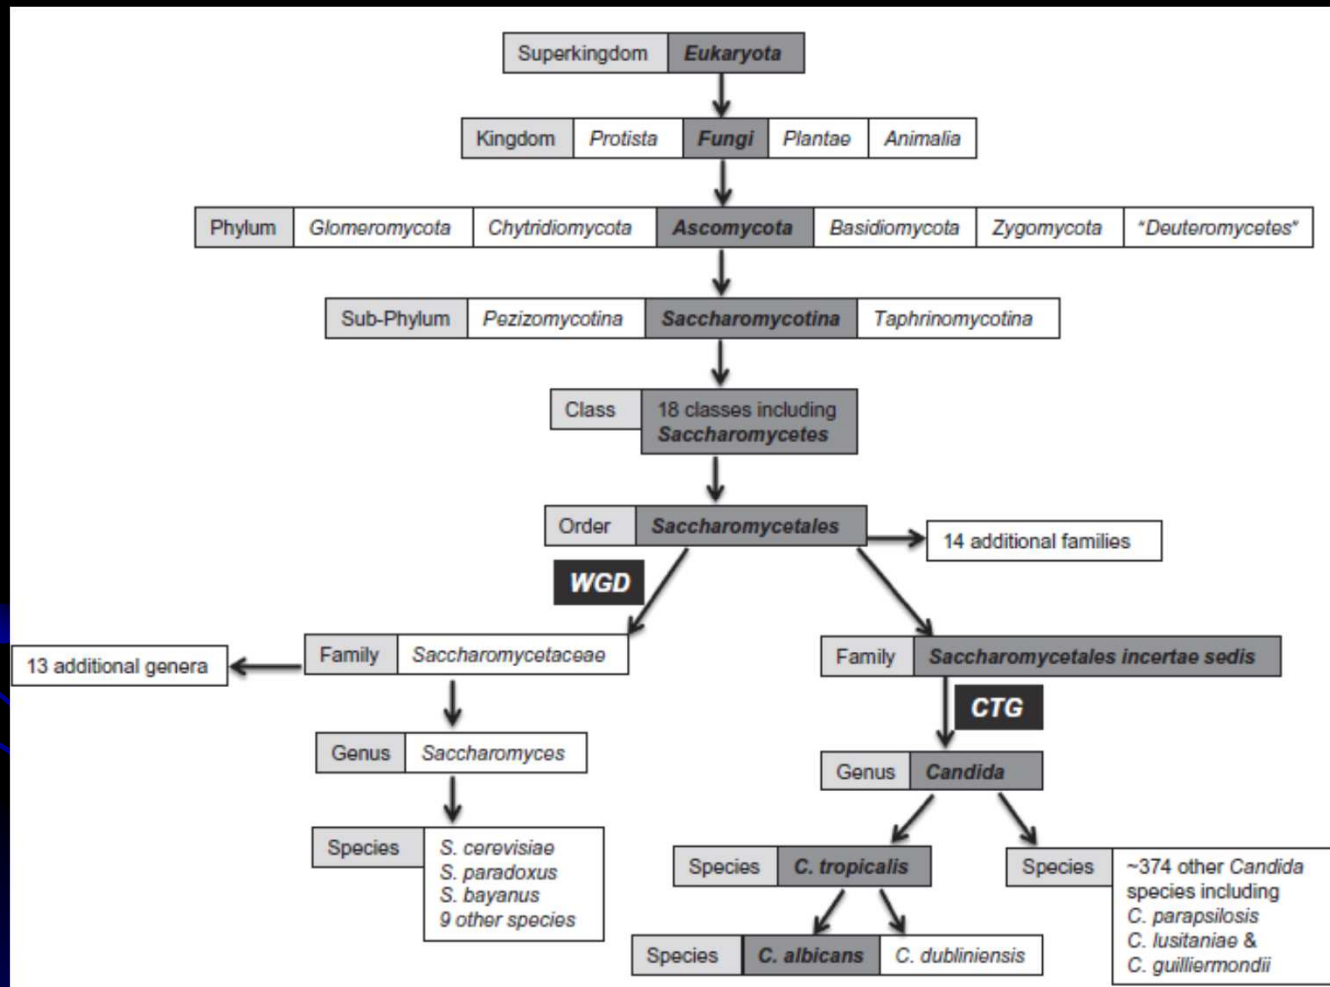 Superkingdom Eukaryota
Kingdom Protista Fungi Plantae Animalia
Phylum Glomeromycota Chytridiomycota Ascomycota Basidiomycota Zygomycota "Deuteromycetes"
Sub-Phylum Pezizomycotina Saccharomycotina Taphrinomycotina
Class 18 classes including
Saccharomycetes
Order Saccharomycetales
14 additional families
WGD
13 additional genera
Family Saccharomycetaceae
Family Saccharomycetales incertae sedis
CTG
Genus Saccharomyces
Genus Candida
Species S. cerevisiae
S. paradoxus
S. bayanus
9 other species
Species C. tropicalis
Species ~374 other Candida
species including
C. parapsilosis
C. lusitaniae &
C. guilliermondii
Species C. albicans C. dubliniensis